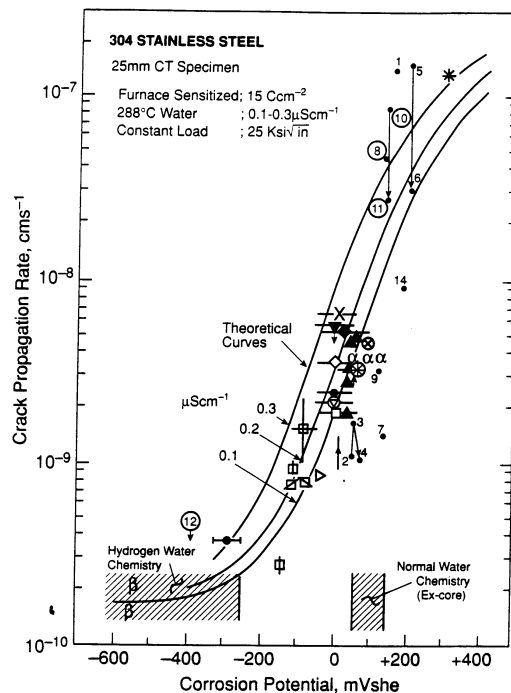 304 STAINLESS STEEL
25mm CT Specimen
Furnace Sensitized; 15 Ccm⁻²
288°C Water ; 0.1-0.3μScm⁻¹
Constant Load ; 25 Ksi√in
1
5
10
8
6
11
14
10⁻⁷
10⁻⁸
10⁻⁹
10⁻¹⁰
Crack Propagation Rate, cms⁻¹
Theoretical
Curves
X
α α α
9
μScm⁻¹
0.3
0.2
0.1
3
7
2
4
12
Hydrogen Water
Chemistry
β
β
Normal Water
Chemistry
(Ex-core)
−600 −400 −200 0 +200 +400
Corrosion Potential, mVshe